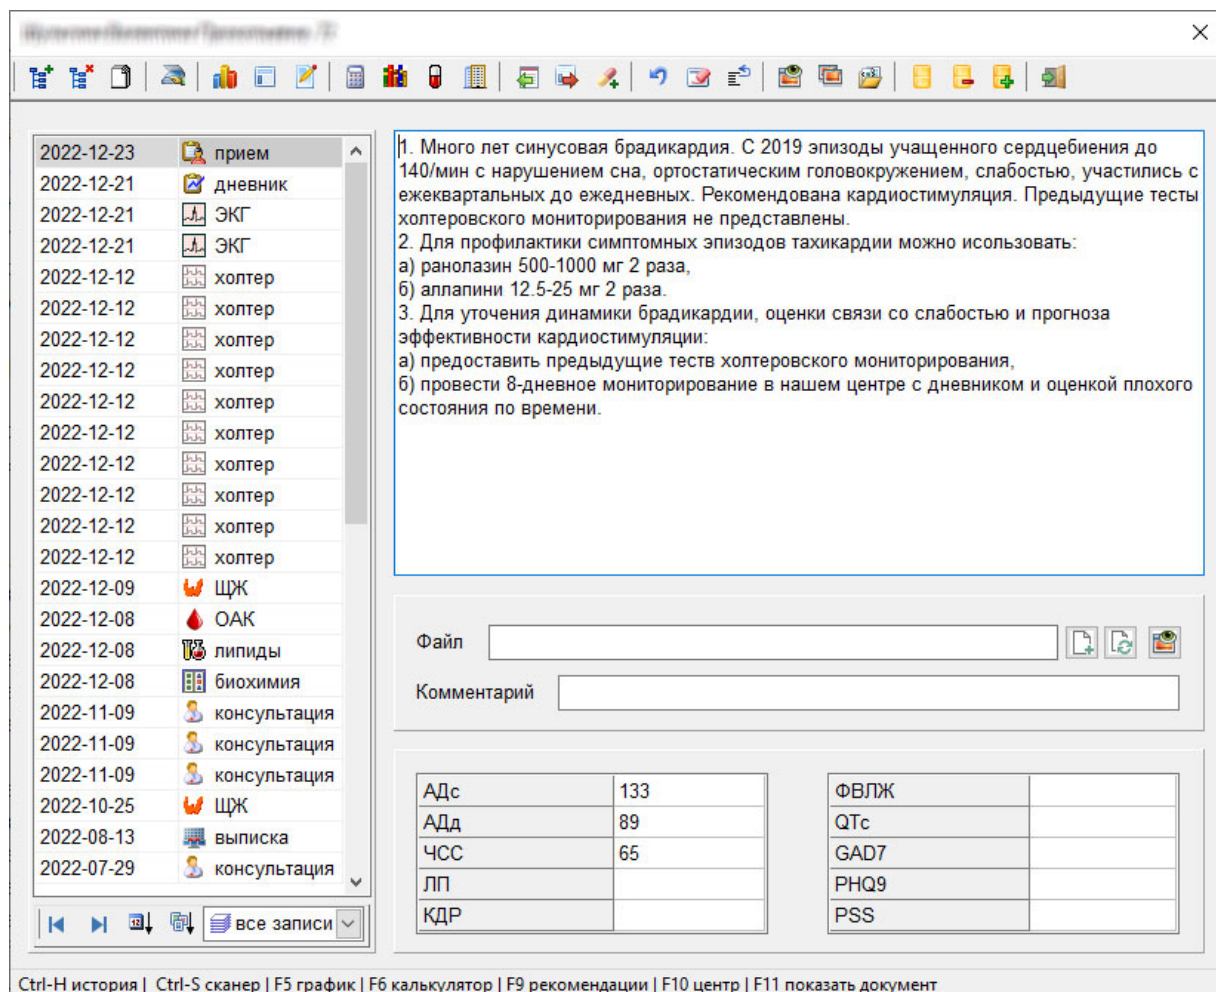 2022-12-23 прием
2022-12-21 дневник
2022-12-21 ЭКГ
2022-12-21 ЭКГ
2022-12-12 холтер
2022-12-12 холтер
2022-12-12 холтер
2022-12-12 холтер
2022-12-12 холтер
2022-12-12 холтер
2022-12-12 холтер
2022-12-12 холтер
2022-12-12 холтер
2022-12-12 холтер
2022-12-09 ЩЖ
2022-12-08 ОАК
2022-12-08 липиды
2022-12-08 биохимия
2022-11-09 консультация
2022-11-09 консультация
2022-11-09 консультация
2022-10-25 ЩЖ
2022-08-13 выписка
2022-07-29 консультация
все записи
1. Много лет синусовая брадикардия. С 2019 эпизоды учащенного сердцебиения до
140/мин с нарушением сна, ортостатическим головокружением, слабостью, участились с
ежеквартальных до ежедневных. Рекомендована кардиостимуляция. Предыдущие тесты
холтеровского мониторирования не представлены.
2. Для профилактики симптомных эпизодов тахикардии можно исользовать:
а) ранолазин 500-1000 мг 2 раза,
б) аллапини 12.5-25 мг 2 раза.
3. Для уточения динамики брадикардии, оценки связи со слабостью и прогноза
эффективности кардиостимуляции:
а) предоставить предыдущие теств холтеровского мониторирования,
б) провести 8-дневное мониторирование в нашем центре с дневником и оценкой плохого
состояния по времени.
Файл
Комментарий
АДс 133
АДд 89
ЧСС 65
ЛП
КДР
ФВЛЖ
QTc
GAD7
PHQ9
PSS
Ctrl-H история | Ctrl-S сканер | F5 график | F6 калькулятор | F9 рекомендации | F10 центр | F11 показать документ